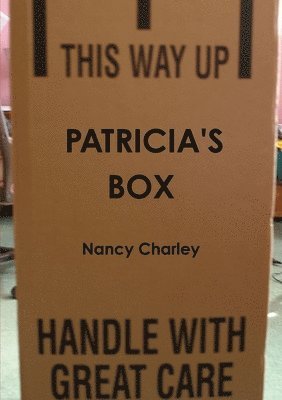 THIS WAY UP
PATRICIA'S
BOX
Nancy Charley
HANDLE WITH
GREAT CARE